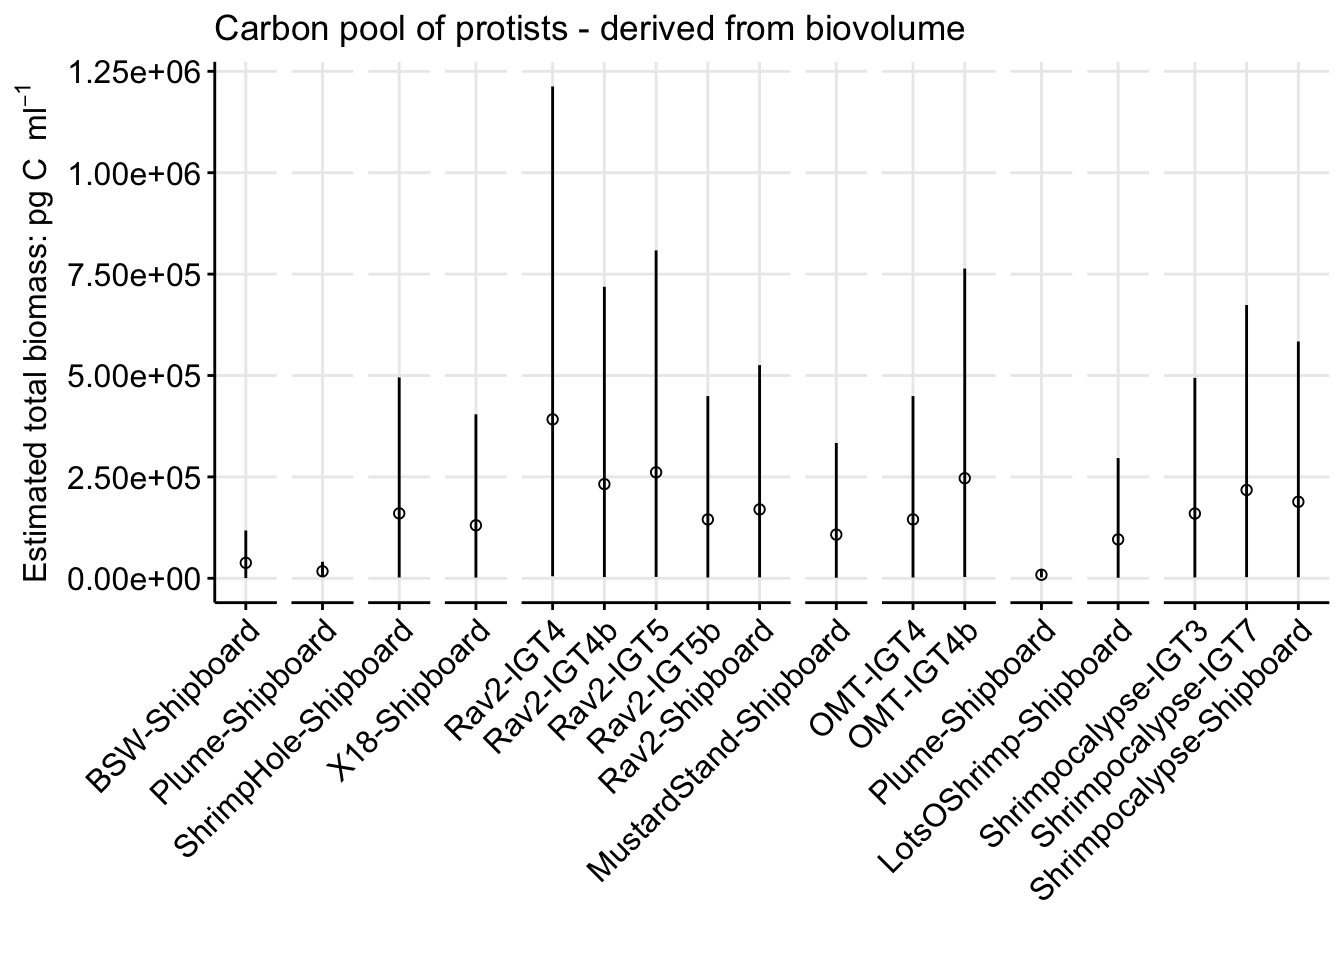 Carbon pool of protists - derived from biovolume
Estimated total biomass: pg C ml⁻¹
1.25e+06
1.00e+06
7.50e+05
5.00e+05
2.50e+05
0.00e+00
BSW-Shipboard
Plume-Shipboard
ShrimpHole-Shipboard
X18-Shipboard
Rav2-IGT4
Rav2-IGT4b
Rav2-IGT5
Rav2-IGT5b
Rav2-Shipboard
MustardStand-Shipboard
OMT-IGT4
OMT-IGT4b
Plume-Shipboard
LotsOShrimp-Shipboard
Shrimpocalypse-IGT3
Shrimpocalypse-IGT7
Shrimpocalypse-Shipboard